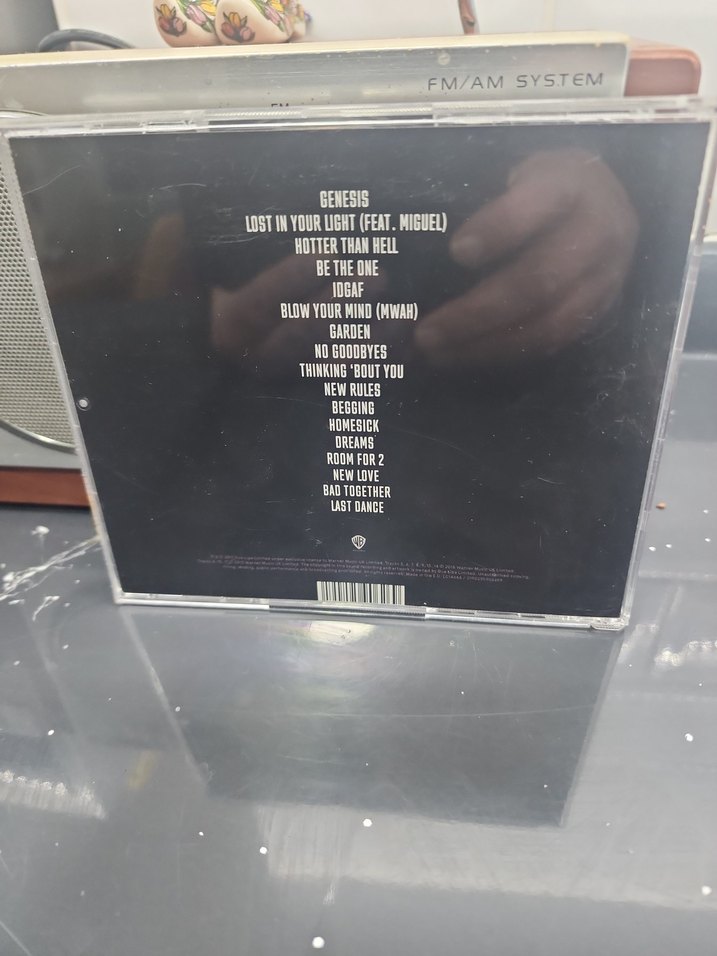 FM/AM SYSTEM
FM
GENESIS
LOST IN YOUR LIGHT (FEAT. MIGUEL)
HOTTER THAN HELL
BE THE ONE
IDGAF
BLOW YOUR MIND (MWAH)
GARDEN
NO GOODBYES
THINKING 'BOUT YOU
NEW RULES
BEGGING
HOMESICK
DREAMS
ROOM FOR 2
NEW LOVE
BAD TOGETHER
LAST DANCE
WB